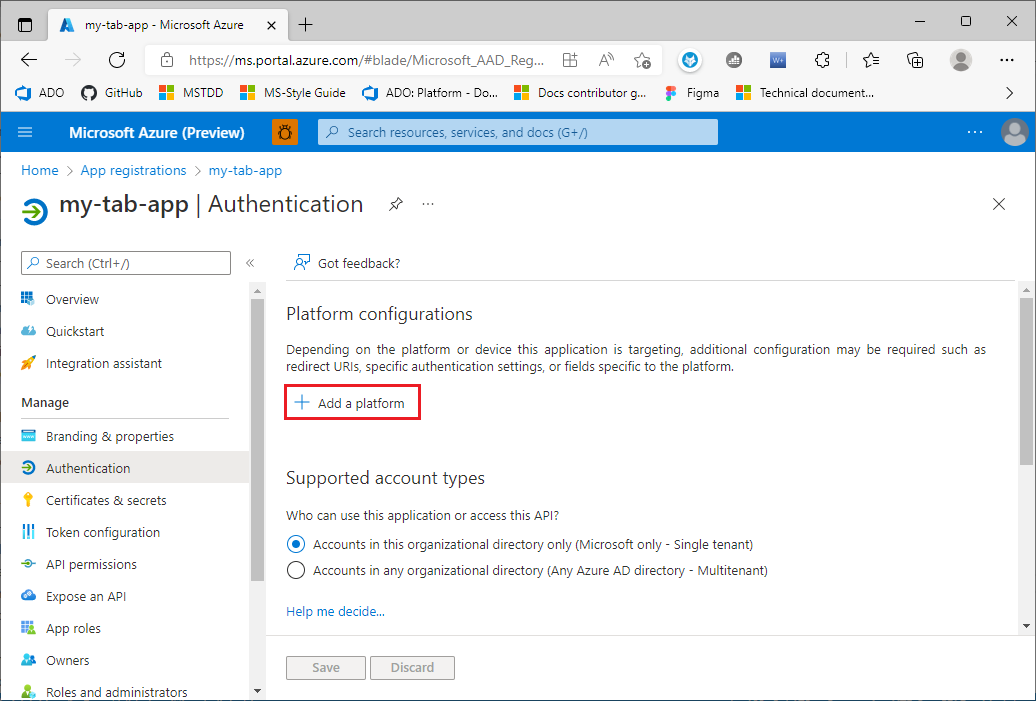 my-tab-app - Microsoft Azure
https://ms.portal.azure.com/#blade/Microsoft_AAD_Reg...
ADO
GitHub
MSTDD
MS-Style Guide
ADO: Platform - Do...
Docs contributor g...
Figma
Technical document...
Microsoft Azure (Preview)
Search resources, services, and docs (G+/)
Home > App registrations > my-tab-app
my-tab-app | Authentication
Search (Ctrl+/)
Overview
Quickstart
Integration assistant
Manage
Branding & properties
Authentication
Certificates & secrets
Token configuration
API permissions
Expose an API
App roles
Owners
Roles and administrators
Got feedback?
Platform configurations
Depending on the platform or device this application is targeting, additional configuration may be required such as
redirect URIs, specific authentication settings, or fields specific to the platform.
Add a platform
Supported account types
Who can use this application or access this API?
Accounts in this organizational directory only (Microsoft only - Single tenant)
Accounts in any organizational directory (Any Azure AD directory - Multitenant)
Help me decide...
Save
Discard